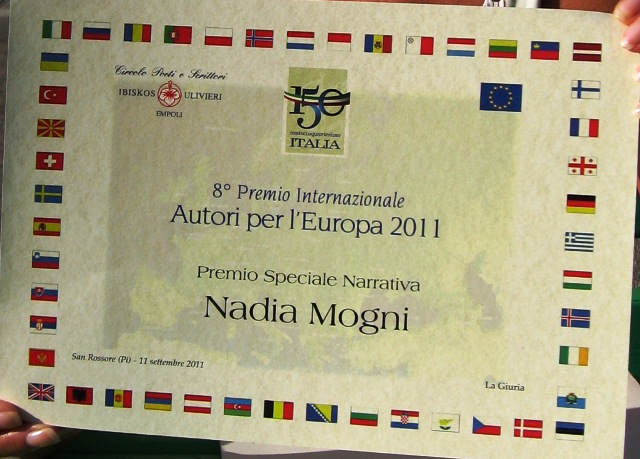 Circolo Poeti e Scrittori
IBISKOS ULIVIERI
EMPOLI
150
centocinquantesimo
ITALIA
8° Premio Internazionale
Autori per l'Europa 2011
Premio Speciale Narrativa
Nadia Mogni
San Rossore (Pi) - 11 settembre 2011
La Giuria